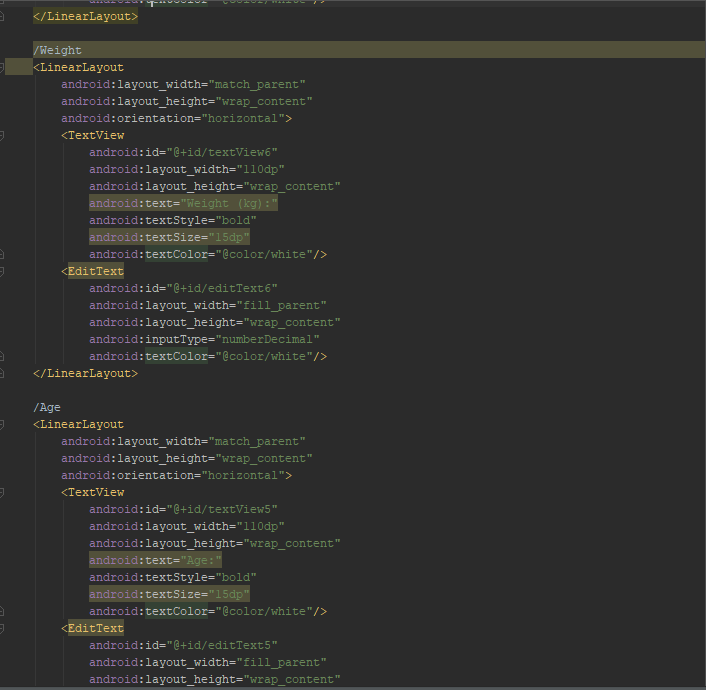 android:textColor="@color/white"/>
</LinearLayout>
/Weight
<LinearLayout
android:layout_width="match_parent"
android:layout_height="wrap_content"
android:orientation="horizontal">
<TextView
android:id="@+id/textView6"
android:layout_width="110dp"
android:layout_height="wrap_content"
android:text="Weight (kg):"
android:textStyle="bold"
android:textSize="15dp"
android:textColor="@color/white"/>
<EditText
android:id="@+id/editText6"
android:layout_width="fill_parent"
android:layout_height="wrap_content"
android:inputType="numberDecimal"
android:textColor="@color/white"/>
</LinearLayout>
/Age
<LinearLayout
android:layout_width="match_parent"
android:layout_height="wrap_content"
android:orientation="horizontal">
<TextView
android:id="@+id/textView5"
android:layout_width="110dp"
android:layout_height="wrap_content"
android:text="Age:"
android:textStyle="bold"
android:textSize="15dp"
android:textColor="@color/white"/>
<EditText
android:id="@+id/editText5"
android:layout_width="fill_parent"
android:layout_height="wrap_content"